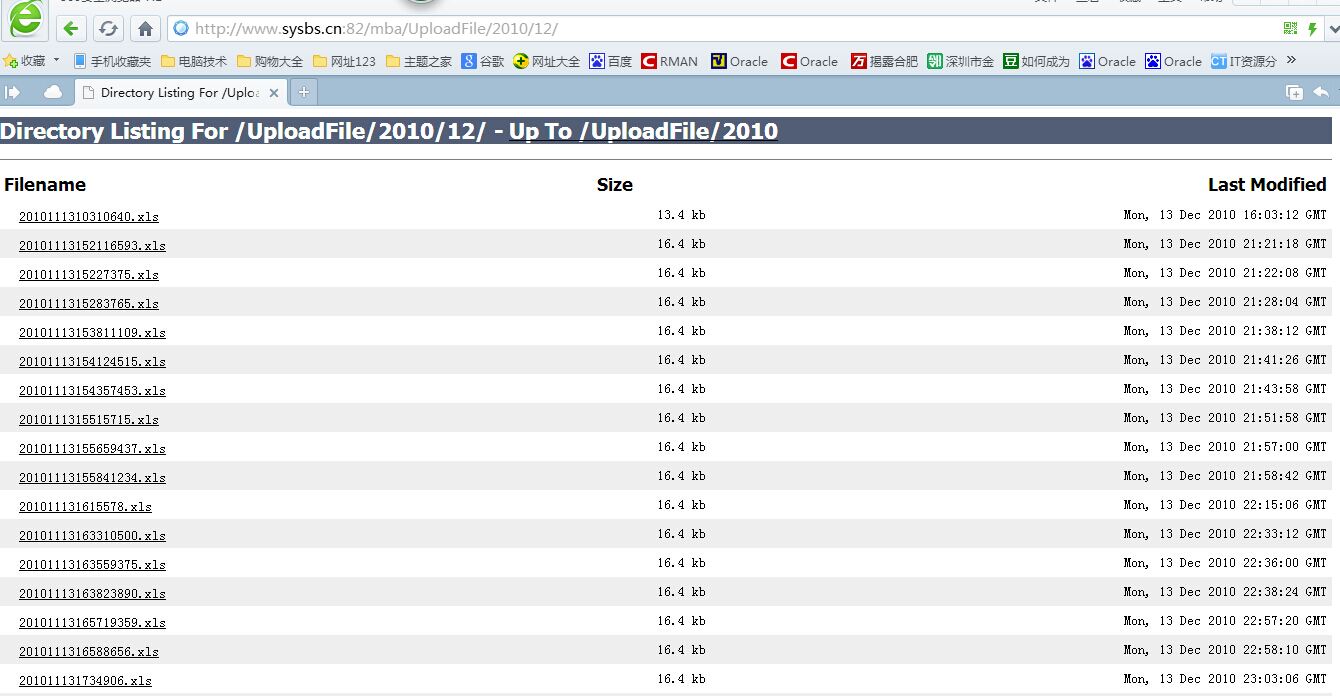 http://www.sysbs.cn:82/mba/UploadFile/2010/12/
收藏 手机收藏夹 电脑技术 购物大全 网址123 主题之家 谷歌 网址大全 百度 RMAN Oracle Oracle 揭露合肥 深圳市金 如何成为 Oracle Oracle IT资源分 »
Directory Listing For /Uploa
Directory Listing For /UploadFile/2010/12/ - Up To /UploadFile/2010
Filename Size Last Modified
2010111310310640.xls 13.4 kb Mon, 13 Dec 2010 16:03:12 GMT
20101113152116593.xls 16.4 kb Mon, 13 Dec 2010 21:21:18 GMT
2010111315227375.xls 16.4 kb Mon, 13 Dec 2010 21:22:08 GMT
2010111315283765.xls 16.4 kb Mon, 13 Dec 2010 21:28:04 GMT
20101113153811109.xls 16.4 kb Mon, 13 Dec 2010 21:38:12 GMT
20101113154124515.xls 16.4 kb Mon, 13 Dec 2010 21:41:26 GMT
20101113154357453.xls 16.4 kb Mon, 13 Dec 2010 21:43:58 GMT
2010111315515715.xls 16.4 kb Mon, 13 Dec 2010 21:51:58 GMT
20101113155659437.xls 16.4 kb Mon, 13 Dec 2010 21:57:00 GMT
20101113155841234.xls 16.4 kb Mon, 13 Dec 2010 21:58:42 GMT
201011131615578.xls 16.4 kb Mon, 13 Dec 2010 22:15:06 GMT
20101113163310500.xls 16.4 kb Mon, 13 Dec 2010 22:33:12 GMT
20101113163559375.xls 16.4 kb Mon, 13 Dec 2010 22:36:00 GMT
20101113163823890.xls 16.4 kb Mon, 13 Dec 2010 22:38:24 GMT
20101113165719359.xls 16.4 kb Mon, 13 Dec 2010 22:57:20 GMT
2010111316588656.xls 16.4 kb Mon, 13 Dec 2010 22:58:10 GMT
201011131734906.xls 16.4 kb Mon, 13 Dec 2010 23:03:06 GMT